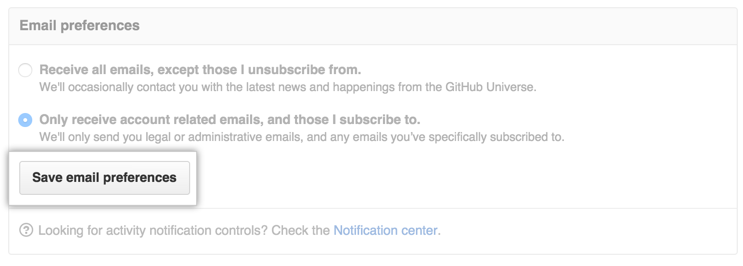 Email preferences
Receive all emails, except those I unsubscribe from.
We'll occasionally contact you with the latest news and happenings from the GitHub Universe.
Only receive account related emails, and those I subscribe to.
We'll only send you legal or administrative emails, and any emails you've specifically subscribed to.
Save email preferences
Looking for activity notification controls? Check the Notification center.